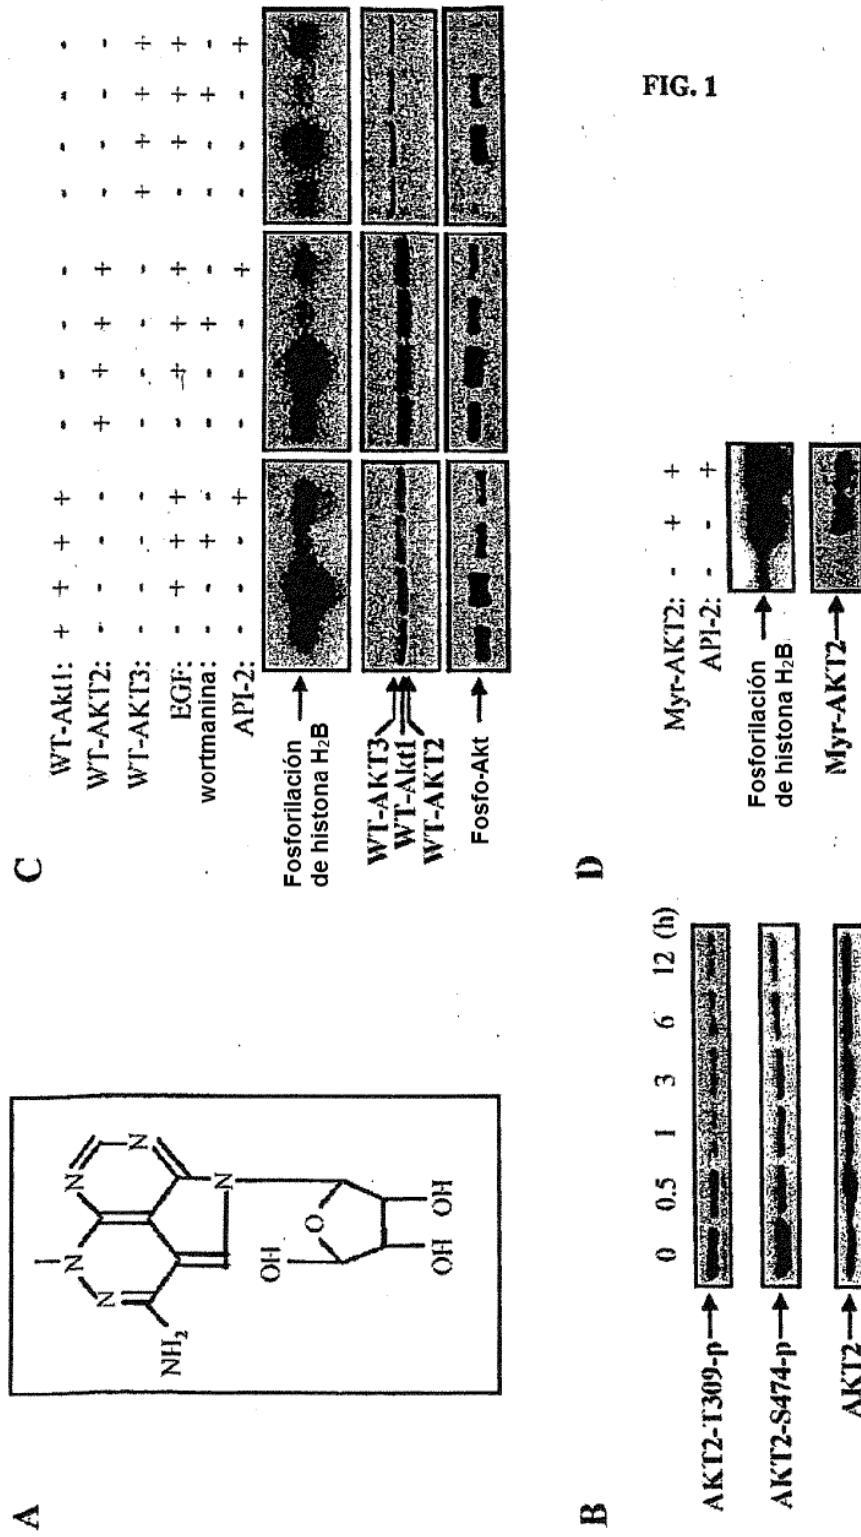 A
N
N
N
N
N
NH₂
O
OH
OH
OH
B
0 0.5 1 3 6 12 (h)
AKT2-T309-p
AKT2-S474-p
AKT2
C
WT-Akt1: + + + + - - - - - - - -
WT-AKT2: - - - - + + + + - - - -
WT-AKT3: - - - - - - - - + + + +
EGF: - + + + - + + + - + + +
wortmanina: - - + - - - + - - - + -
API-2: - - - + - - - + - - - +
Fosforilación
de histona H₂B
WT-AKT3
WT-Akt1
WT-AKT2
Fosfo-Akt
D
Myr-AKT2: - + +
API-2: - - +
Fosforilación
de histona H₂B
Myr-AKT2
FIG. 1